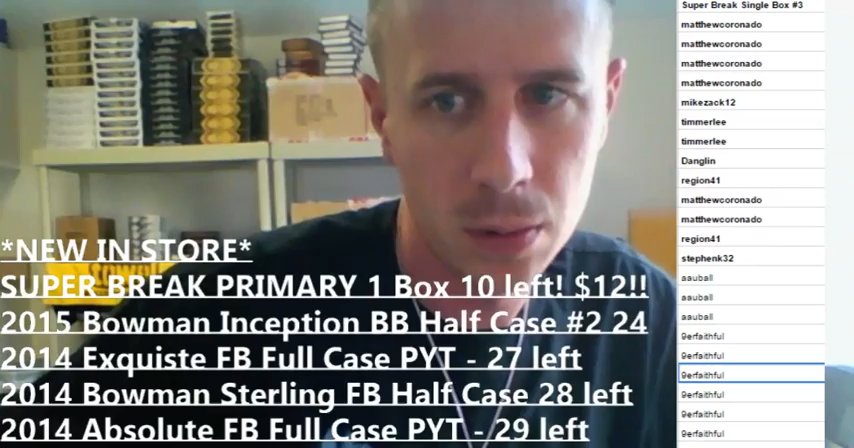 Super Break Single Box #3
matthewcoronado
matthewcoronado
matthewcoronado
matthewcoronado
mikezack12
timmerlee
timmerlee
Danglin
region41
matthewcoronado
matthewcoronado
region41
stephenk32
aauball
aauball
aauball
9erfaithful
9erfaithful
9erfaithful
9erfaithful
9erfaithful
9erfaithful
*NEW IN STORE*
SUPER BREAK PRIMARY 1 Box 10 left! $12!!
2015 Bowman Inception BB Half Case #2 24
2014 Exquiste FB Full Case PYT - 27 left
2014 Bowman Sterling FB Half Case 28 left
2014 Absolute FB Full Case PYT - 29 left